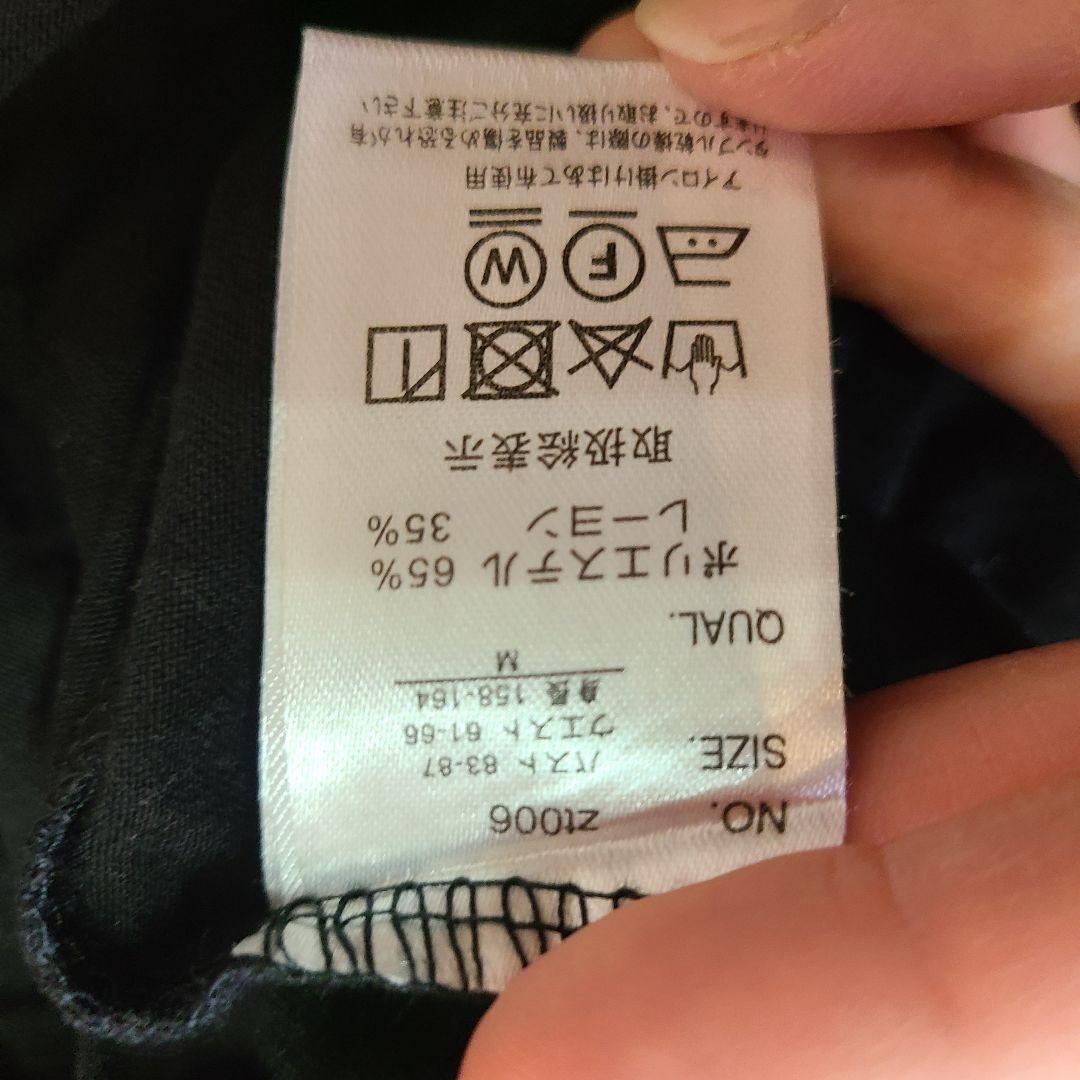 NO. zt006
SIZE. バスト 83-87
ウエスト 61-66
身長 158-164
M
QUAL.
ポリエステル 65%
レーヨン 35%
取扱絵表示
F W
アイロン掛けはあて布使用
タンブル乾燥の際は、製品を傷める恐れが有
りますので、お取り扱いに充分ご注意下さい